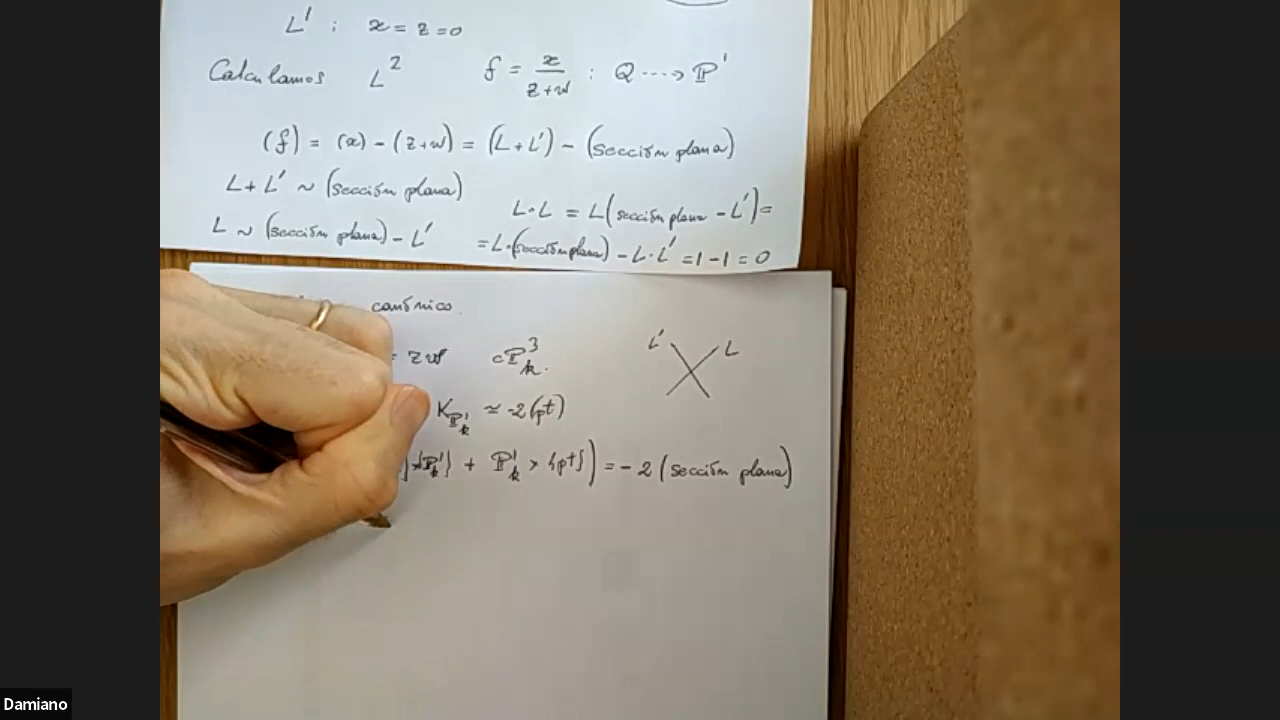 L' : x = z = 0
Calculamos L² f = x/(z+w) : Q ⇢ ℙ¹
(f) = (x) - (z+w) = (L + L') - (sección plana)
L + L' ~ (sección plana)
L ~ (sección plana) - L'
L·L = L(sección plana - L') =
= L·(sección plana) - L·L' = 1 - 1 = 0
canónico.
= zw ⊂ ℙ³_k.
L' L
K_{ℙ¹_k} ≃ -2(pt)
}×ℙ¹_k} + ℙ¹_k × {pt}) = -2 (sección plana)
Damiano